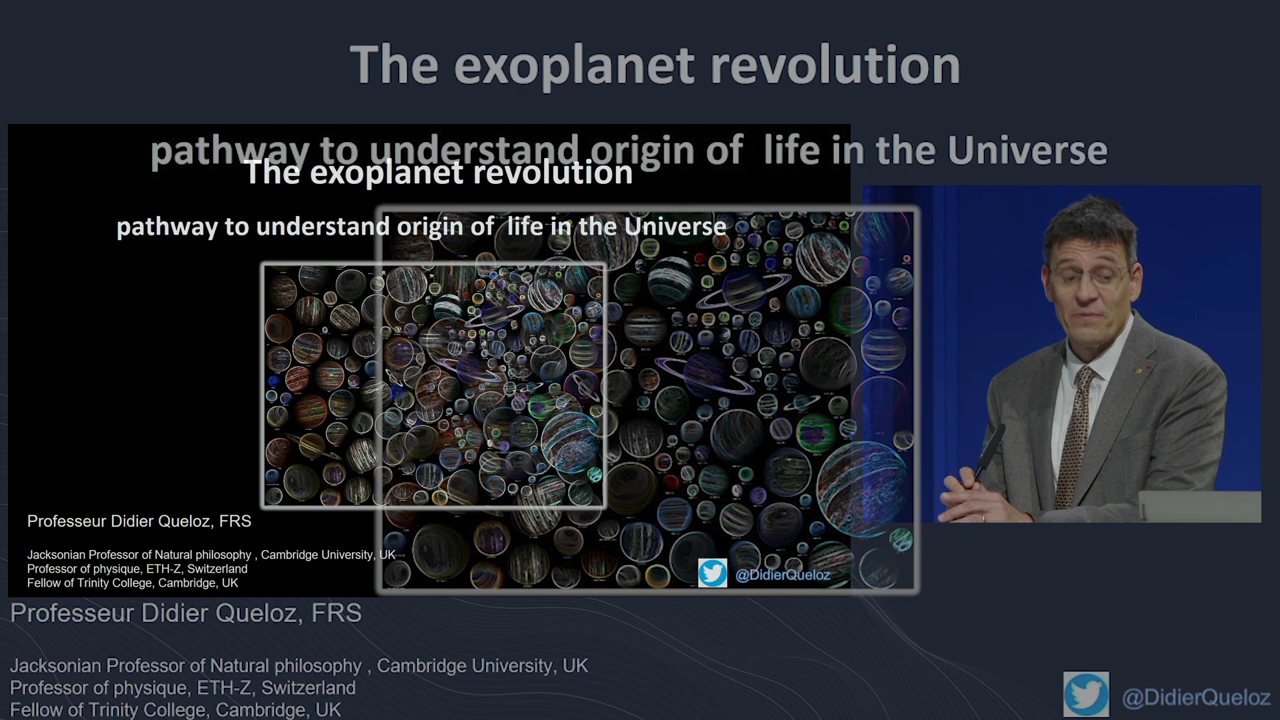 The exoplanet revolution
pathway to understand origin of life in the Universe
The exoplanet revolution
pathway to understand origin of life in the Universe
Professeur Didier Queloz, FRS
Jacksonian Professor of Natural philosophy , Cambridge University, UK
Professor of physique, ETH-Z, Switzerland
Fellow of Trinity College, Cambridge, UK
@DidierQueloz
Professeur Didier Queloz, FRS
Jacksonian Professor of Natural philosophy , Cambridge University, UK
Professor of physique, ETH-Z, Switzerland
Fellow of Trinity College, Cambridge, UK
@DidierQueloz